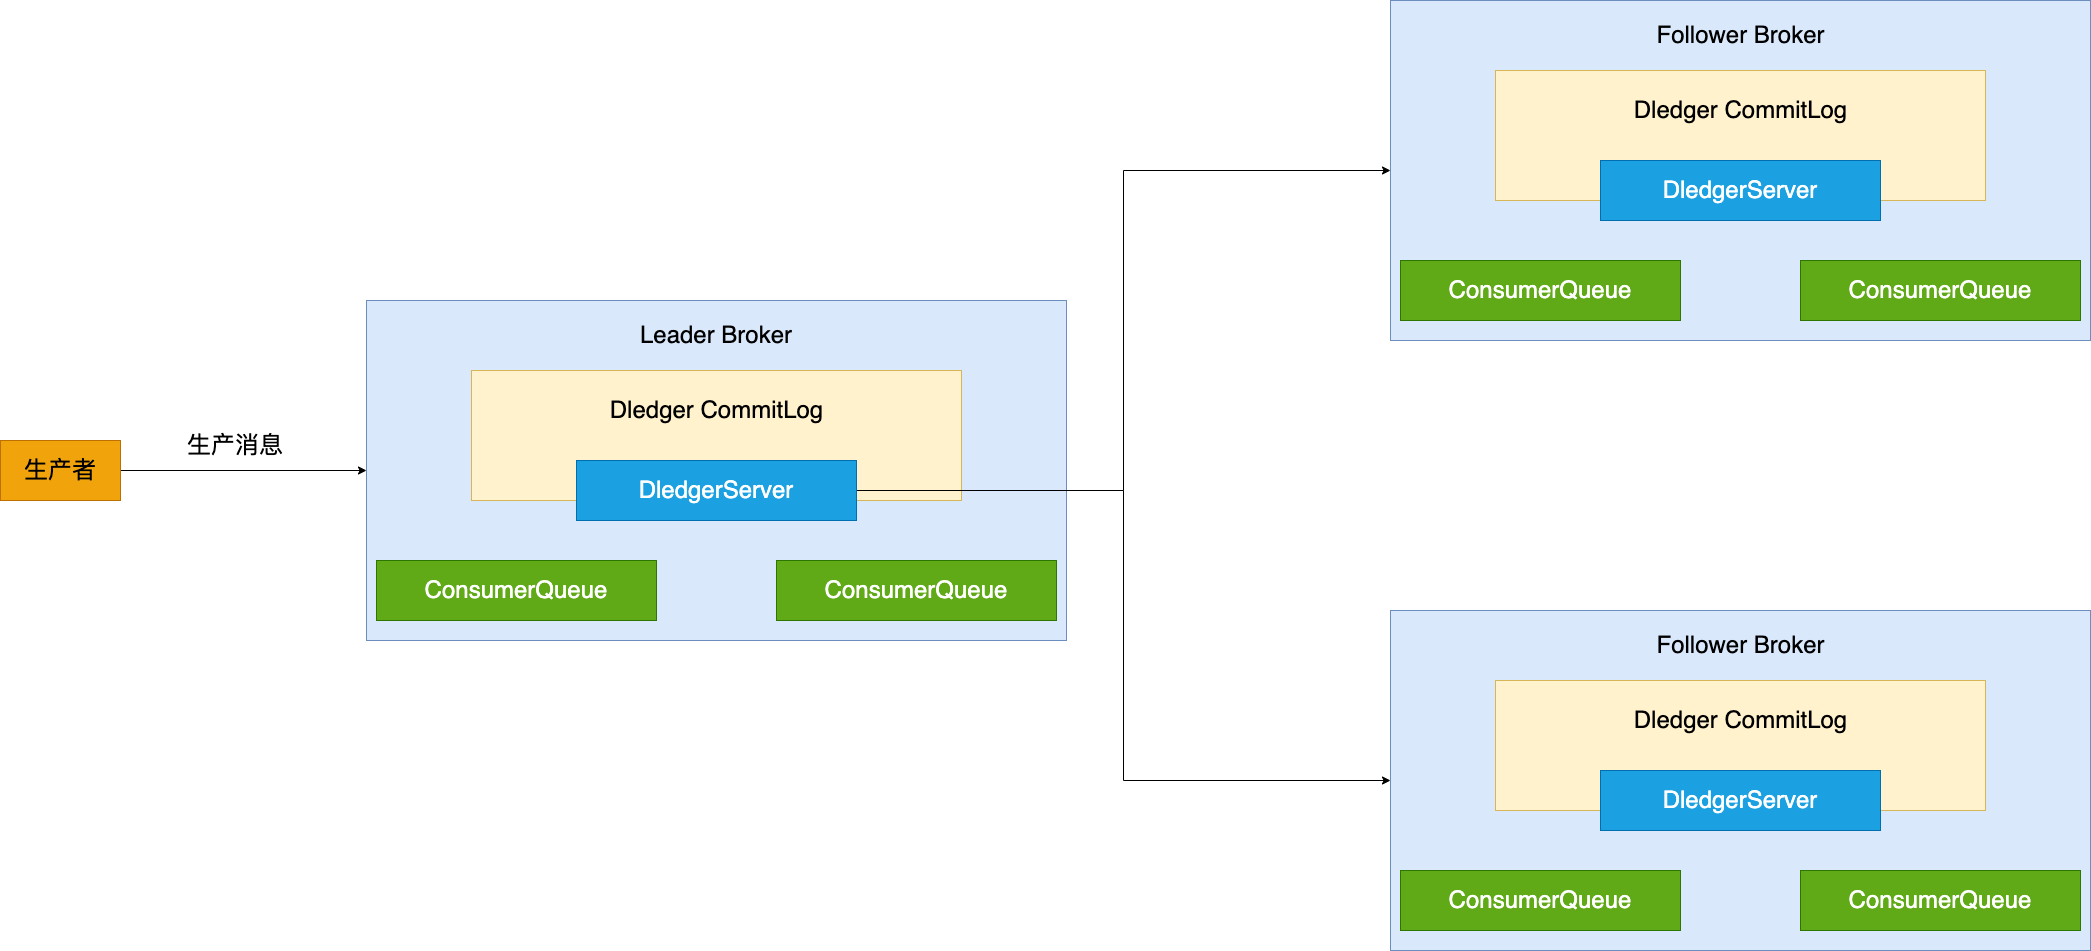 生产者
生产消息
Leader Broker
Dledger CommitLog
DledgerServer
ConsumerQueue
ConsumerQueue
Follower Broker
Dledger CommitLog
DledgerServer
ConsumerQueue
ConsumerQueue
Follower Broker
Dledger CommitLog
DledgerServer
ConsumerQueue
ConsumerQueue